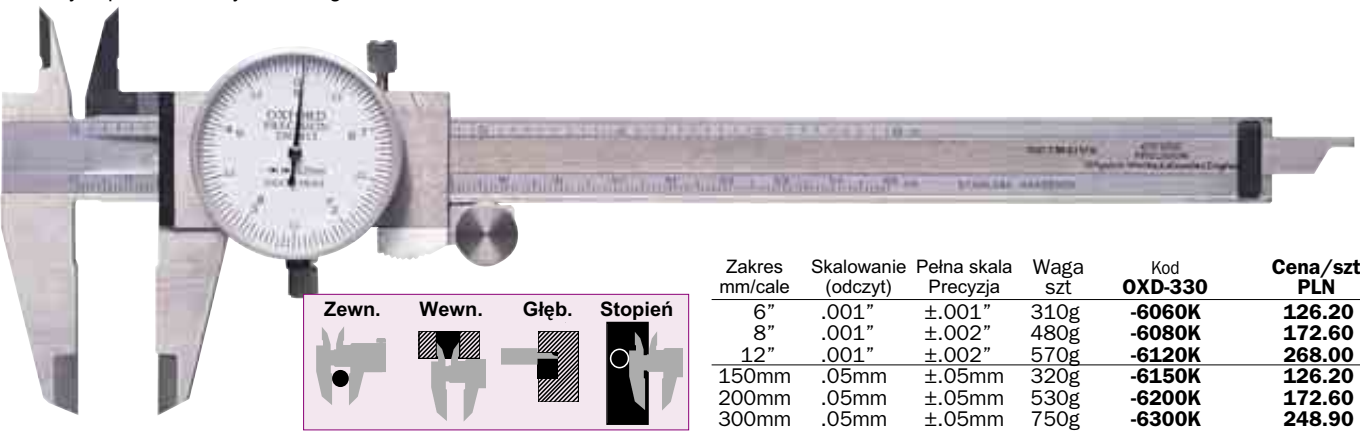 OXFORD
PRECISION
Zewn. Wewn. Głęb. Stopień
Zakres Skalowanie Pełna skala Waga Kod Cena/szt
mm/cale (odczyt) Precyzja szt OXD-330 PLN
6” .001” ±.001” 310g -6060K 126.20
8” .001” ±.002” 480g -6080K 172.60
12” .001” ±.002” 570g -6120K 268.00
150mm .05mm ±.05mm 320g -6150K 126.20
200mm .05mm ±.05mm 530g -6200K 172.60
300mm .05mm ±.05mm 750g -6300K 248.90